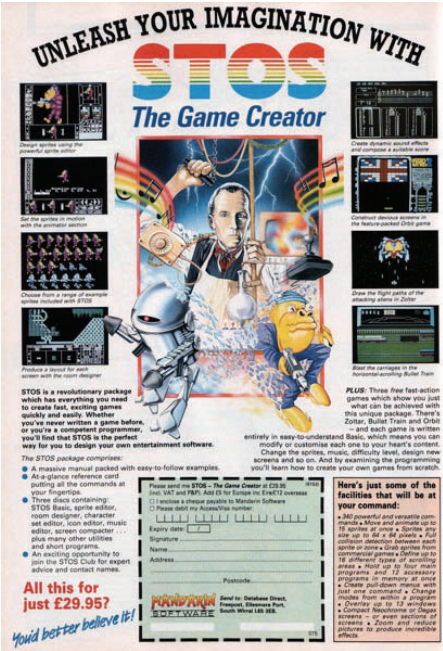 UNLEASH YOUR IMAGINATION WITH
STOS
The Game Creator
Design sprites using the
powerful sprite editor
Set the sprites in motion
with the animator section
Choose from a range of example
sprites included with STOS
Produce a layout for each
screen with the room designer
Create dynamic sound effects
and compose a suitable score
Construct devious screens in
the feature-packed Orbit game
Draw the flight paths of the
attacking aliens in Zoltar
Blast the carriages in the
horizontal-scrolling Bullet Train
STOS is a revolutionary package
which has everything you need
to create fast, exciting games
quickly and easily. Whether
you've never written a game before,
or you're a competent programmer,
you'll find that STOS is the perfect
way for you to design your own entertainment software.
PLUS: Three free fast-action
games which show you just
what can be achieved with
this unique package. There's
Zoltar, Bullet Train and Orbit
– and each game is written
entirely in easy-to-understand Basic, which means you can
modify or customise each one to your heart's content.
Change the sprites, music, difficulty level, design new
screens and so on. And by examining the programming
you'll learn how to create your own games from scratch.
The STOS package comprises:
● A massive manual packed with easy-to-follow examples.
● At-a-glance reference card
putting all the commands at
your fingertips.
● Three discs containing:
STOS Basic, sprite editor,
room designer, character
set editor, icon editor, music
editor, screen compacter . . .
plus many other utilities
and short programs.
● An exciting opportunity to
join the STOS Club for expert
advice and contact names.
All this for
just £29.95?
You'd better believe it!
Please send me STOS – The Game Creator at £29.95
(incl. VAT and P&P). Add £5 for Europe inc Eire/£12 overseas
□ I enclose a cheque payable to Mandarin Software
□ Please debit my Access/Visa number:
Expiry date: /
Signature
Name
Address
Postcode
MANDARIN
SOFTWARE
Send to: Database Direct,
Freepost, Ellesmere Port,
South Wirral L65 3EB.
ST6
Here's just some of the
facilities that will be at
your command:
● 340 powerful and versatile com-
mands ● Move and animate up to
15 sprites at once ● Sprites any
size up to 64 x 64 pixels ● Full
collision detection between each
sprite or zone ● Grab sprites from
commercial games ● Define up to
16 different types of scrolling
areas ● Hold up to four main
programs and 12 accessory
programs in memory at once
● Create pull-down menus with
just one command ● Change
modes from within a program
● Overlay up to 13 windows
● Compact Neochrome or Degas
screens – or even sections of
screens ● Zoom and reduce
pictures to produce incredible
effects.